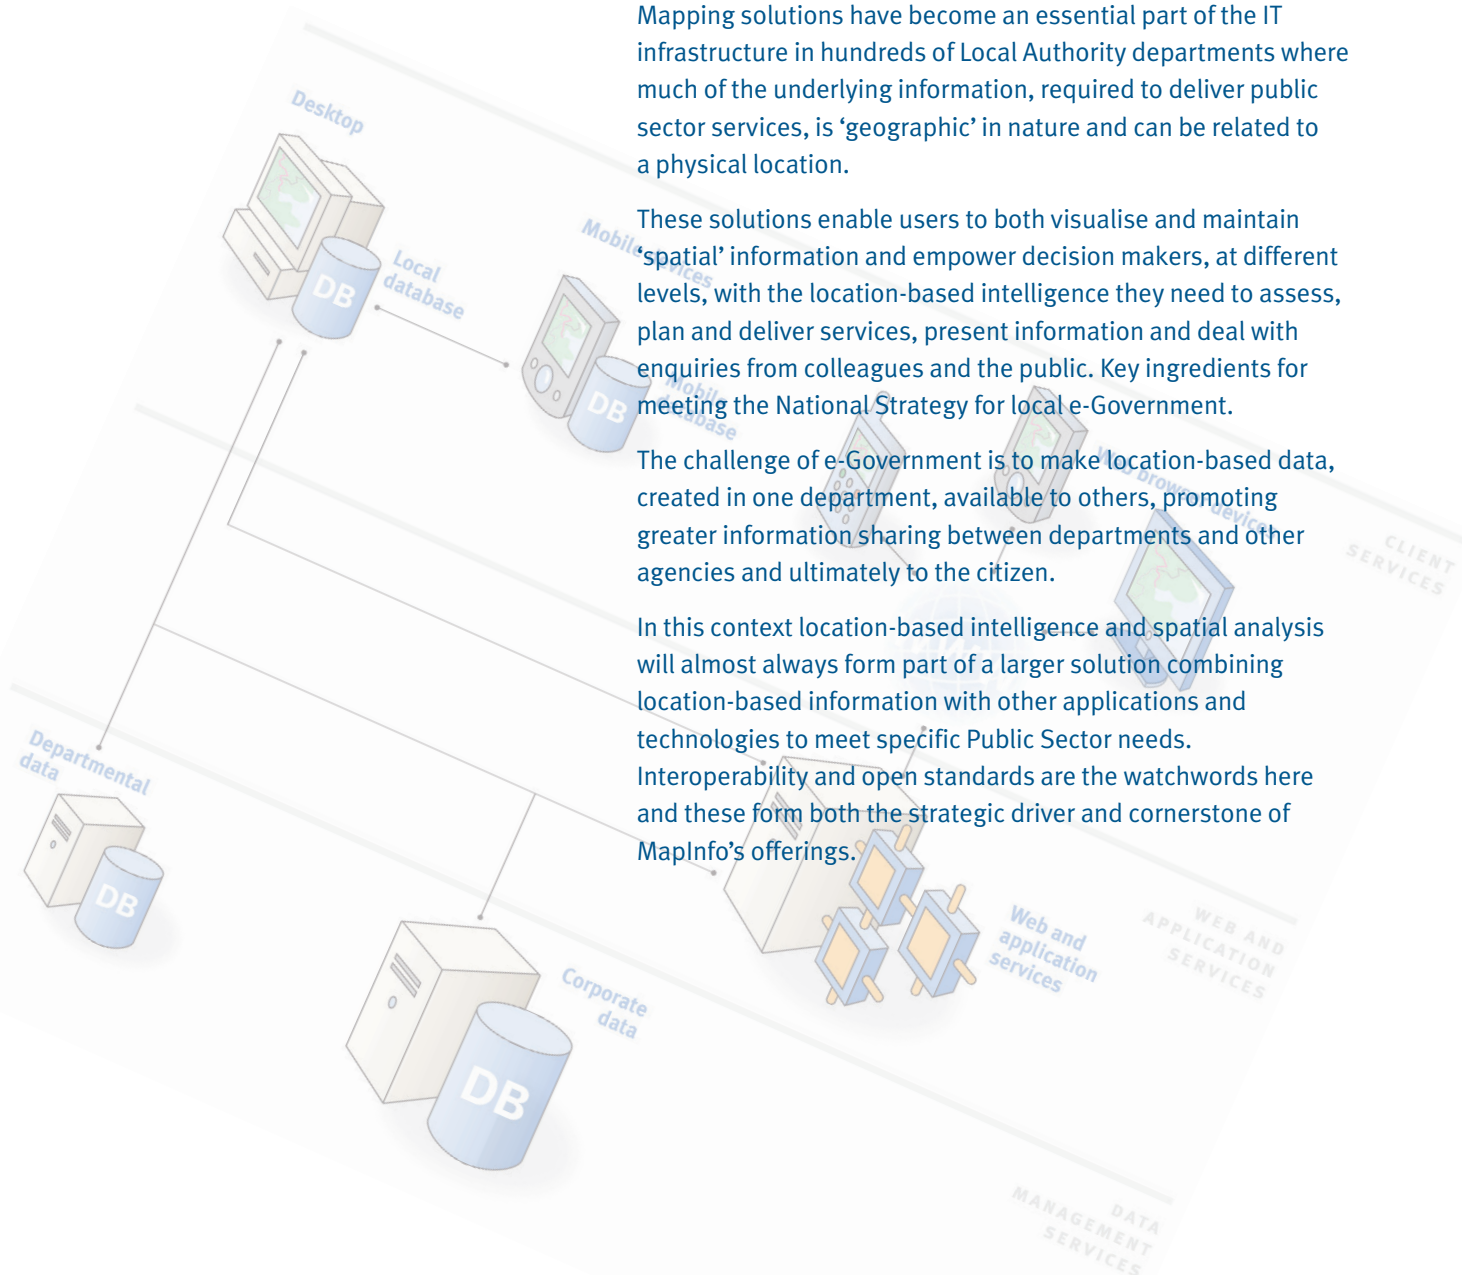 Mapping solutions have become an essential part of the IT
infrastructure in hundreds of Local Authority departments where
much of the underlying information, required to deliver public
sector services, is ‘geographic’ in nature and can be related to
a physical location.
These solutions enable users to both visualise and maintain
‘spatial’ information and empower decision makers, at different
levels, with the location-based intelligence they need to assess,
plan and deliver services, present information and deal with
enquiries from colleagues and the public. Key ingredients for
meeting the National Strategy for local e-Government.
The challenge of e-Government is to make location-based data,
created in one department, available to others, promoting
greater information sharing between departments and other
agencies and ultimately to the citizen.
In this context location-based intelligence and spatial analysis
will almost always form part of a larger solution combining
location-based information with other applications and
technologies to meet specific Public Sector needs.
Interoperability and open standards are the watchwords here
and these form both the strategic driver and cornerstone of
MapInfo’s offerings.
Desktop
DB
Local
database
Mobile devices
DB
Mobile
database
Web browser devices
CLIENT
SERVICES
Departmental
data
DB
Corporate
data
DB
Web and
application
services
WEB AND
APPLICATION
SERVICES
DATA
MANAGEMENT
SERVICES